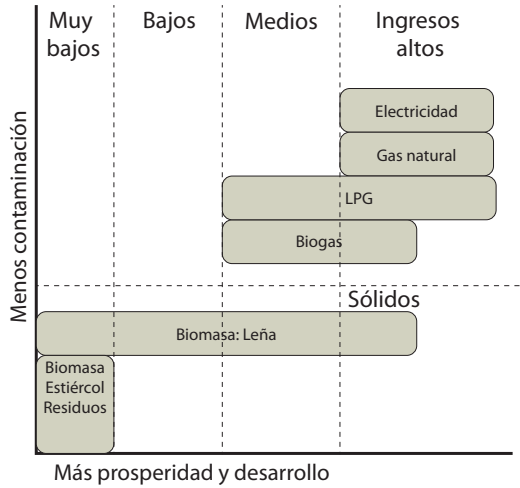 Muy
bajos
Bajos
Medios
Ingresos
altos
Menos contaminación
Electricidad
Gas natural
LPG
Biogas
Sólidos
Biomasa: Leña
Biomasa
Estiércol
Residuos
Más prosperidad y desarrollo